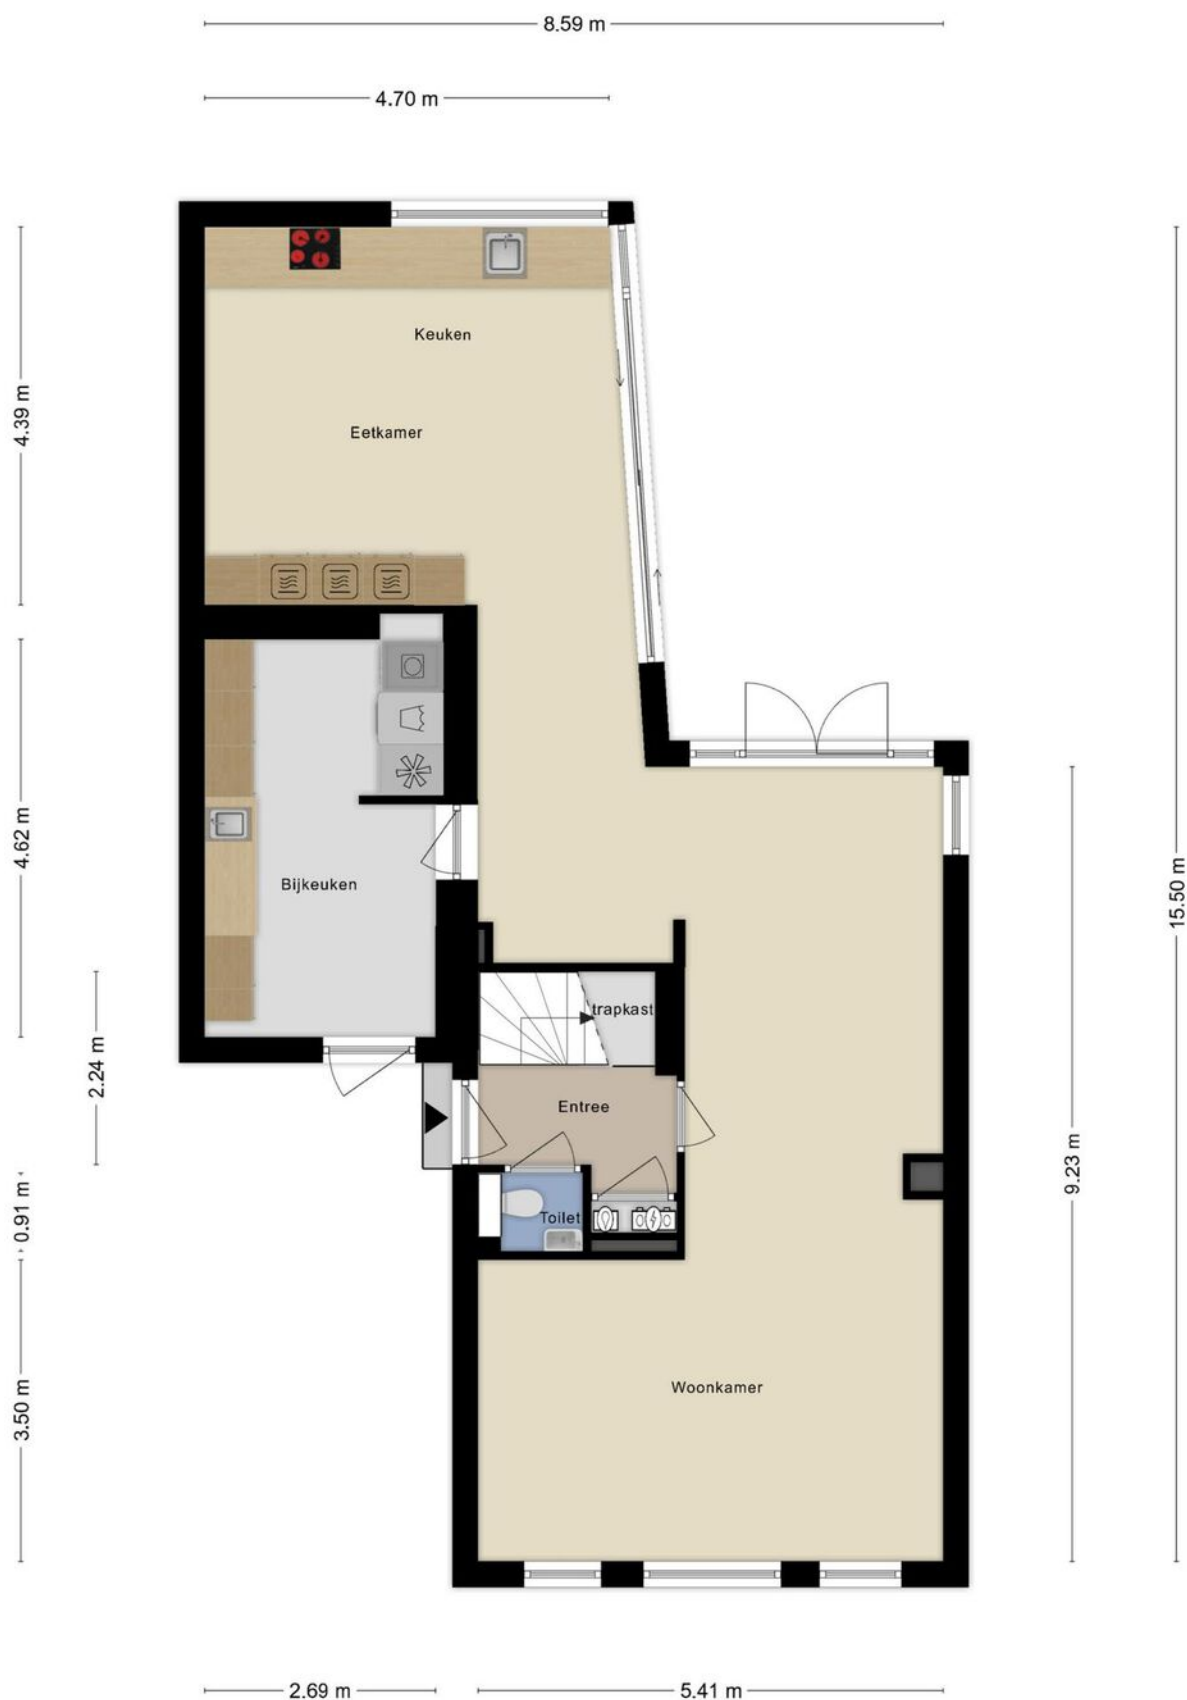 8.59 m
4.70 m
Keuken
4.39 m
Eetkamer
4.62 m
Bijkeuken
15.50 m
trapkast
2.24 m
Entree
9.23 m
0.91 m
Toilet
3.50 m
Woonkamer
2.69 m
5.41 m